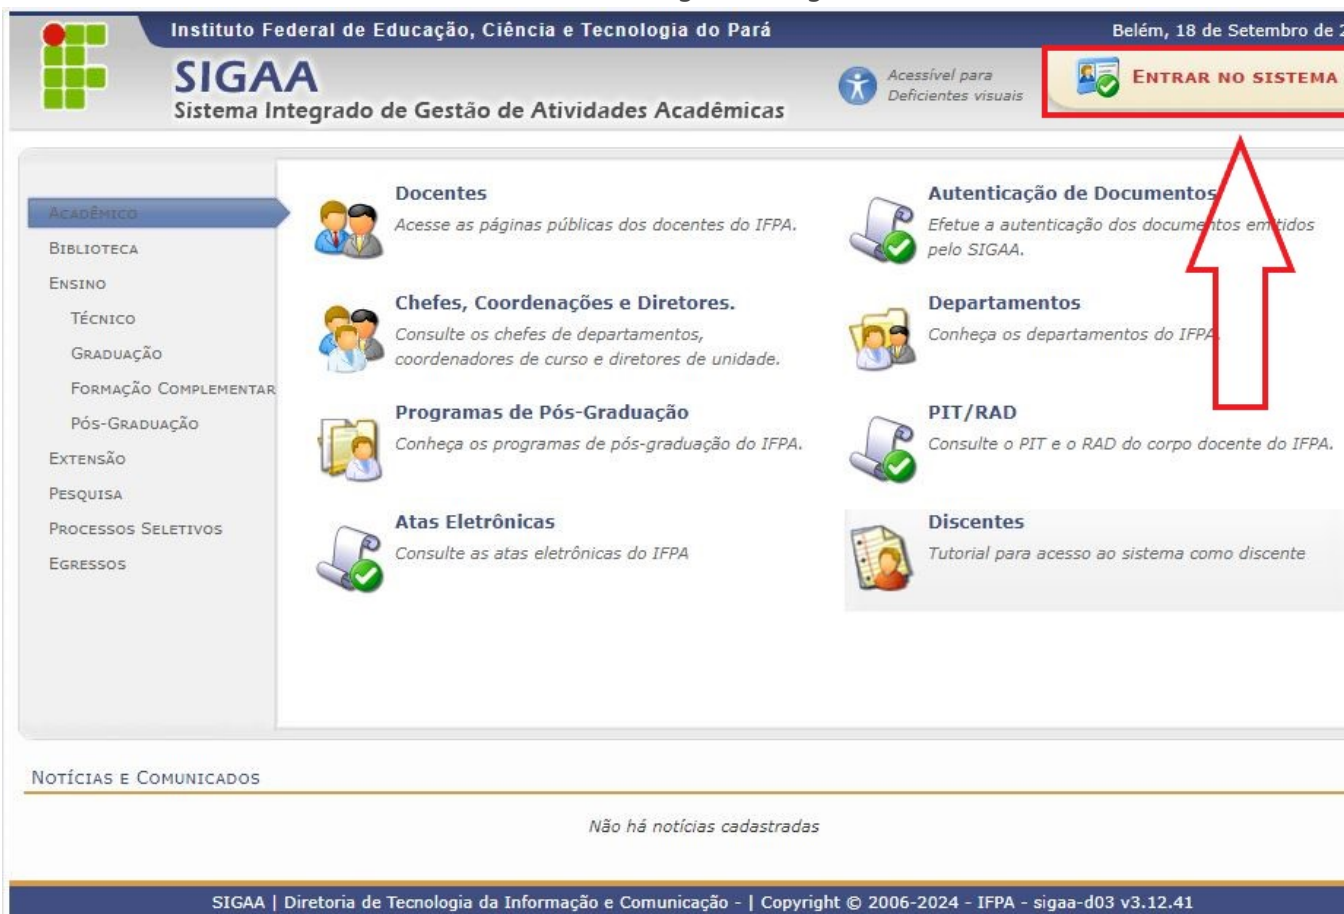 Instituto Federal de Educação, Ciência e Tecnologia do Pará
Belém, 18 de Setembro de 2
SIGAA
Sistema Integrado de Gestão de Atividades Acadêmicas
Acessível para
Deficientes visuais
ENTRAR NO SISTEMA
ACADÊMICO
BIBLIOTECA
ENSINO
TÉCNICO
GRADUAÇÃO
FORMAÇÃO COMPLEMENTAR
PÓS-GRADUAÇÃO
EXTENSÃO
PESQUISA
PROCESSOS SELETIVOS
EGRESSOS
Docentes
Acesse as páginas públicas dos docentes do IFPA.
Autenticação de Documentos
Efetue a autenticação dos documentos emitidos
pelo SIGAA.
Chefes, Coordenações e Diretores.
Consulte os chefes de departamentos,
coordenadores de curso e diretores de unidade.
Departamentos
Conheça os departamentos do IFPA.
Programas de Pós-Graduação
Conheça os programas de pós-graduação do IFPA.
PIT/RAD
Consulte o PIT e o RAD do corpo docente do IFPA.
Atas Eletrônicas
Consulte as atas eletrônicas do IFPA
Discentes
Tutorial para acesso ao sistema como discente
NOTÍCIAS E COMUNICADOS
Não há notícias cadastradas
SIGAA | Diretoria de Tecnologia da Informação e Comunicação - | Copyright © 2006-2024 - IFPA - sigaa-d03 v3.12.41